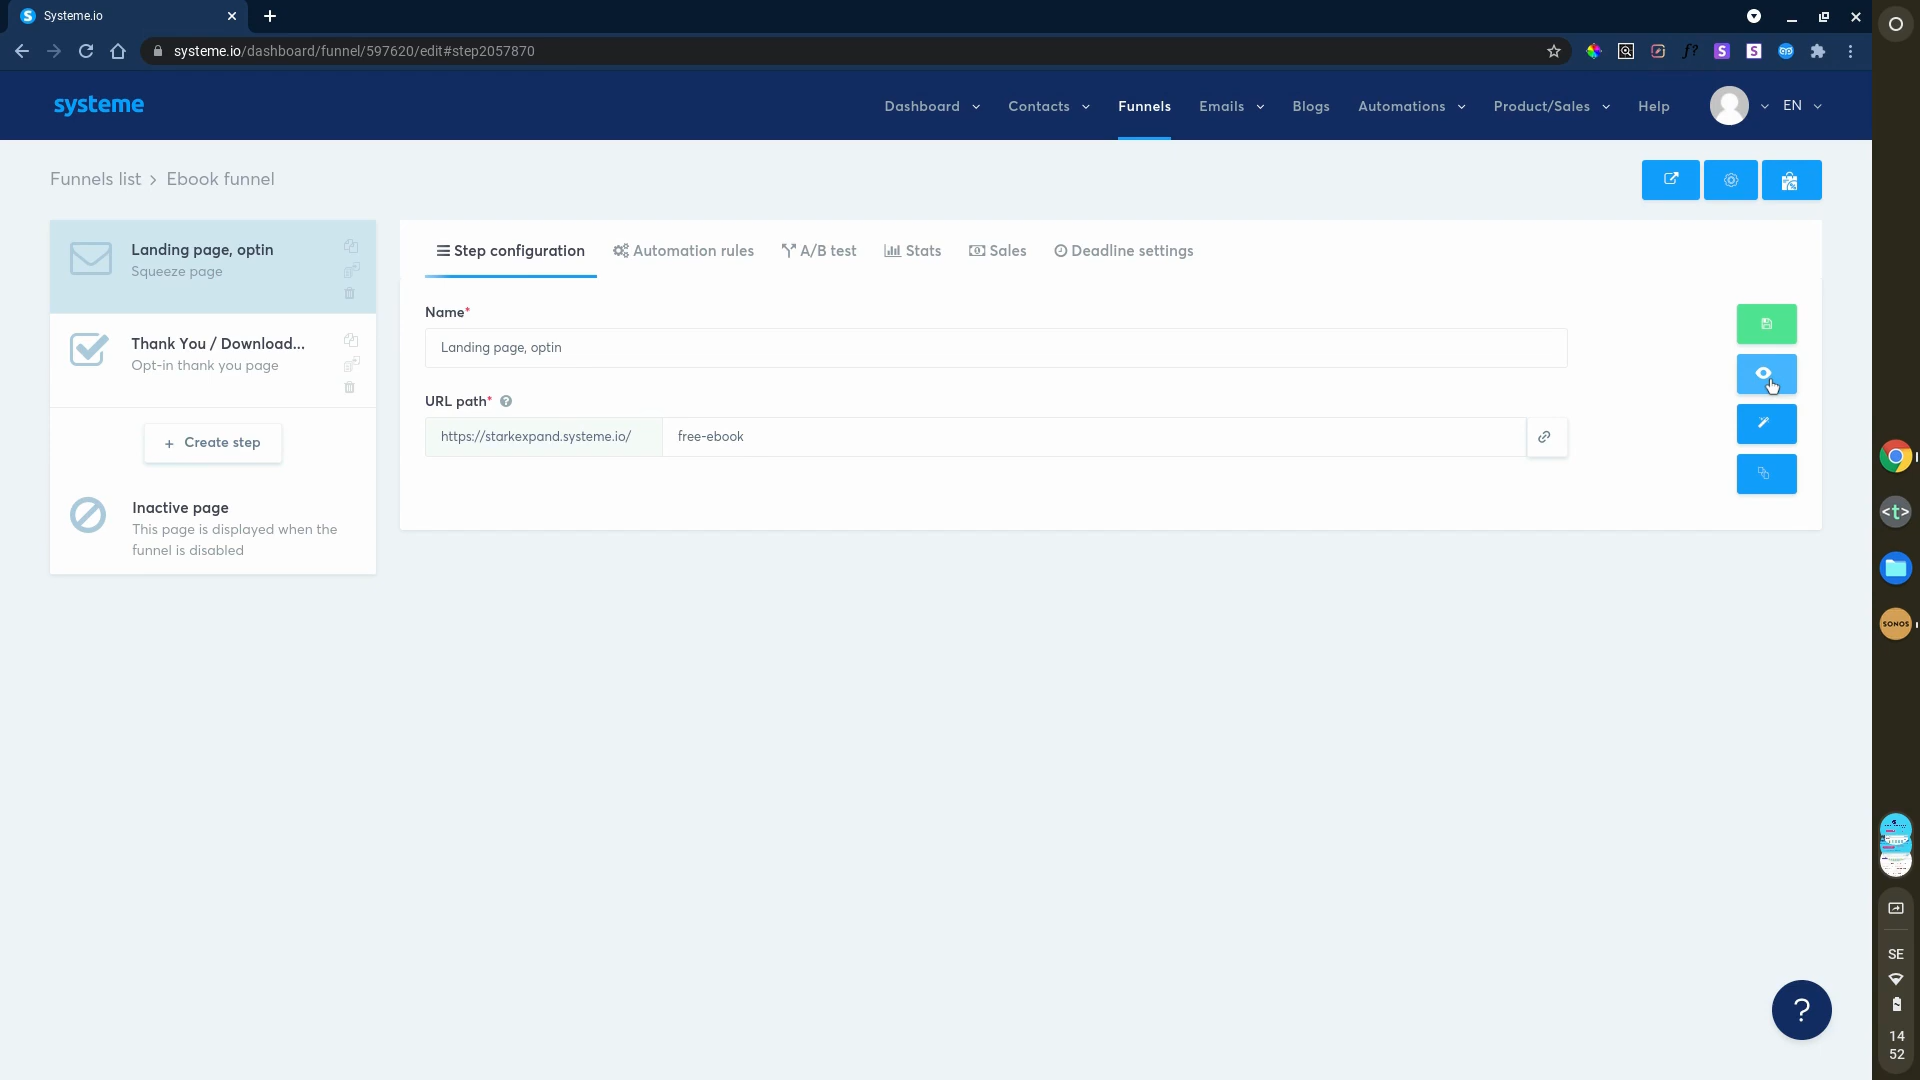 Systeme.io
systeme.io/dashboard/funnel/597620/edit#step2057870
systeme
Dashboard
Contacts
Funnels
Emails
Blogs
Automations
Product/Sales
Help
EN
Funnels list > Ebook funnel
Landing page, optin
Squeeze page
Thank You / Download...
Opt-in thank you page
+ Create step
Inactive page
This page is displayed when the
funnel is disabled
Step configuration
Automation rules
A/B test
Stats
Sales
Deadline settings
Name*
Landing page, optin
URL path* ?
https://starkexpand.systeme.io/
free-ebook
?
<t>
SONOS
SE
14
52